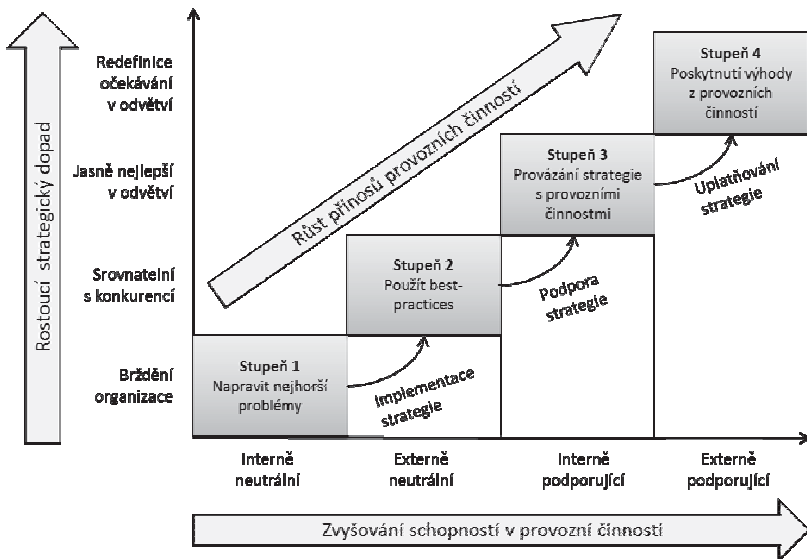 Rostoucí strategický dopad
Redefinice
očekávání
v odvětví
Jasně nejlepší
v odvětví
Srovnatelní
s konkurencí
Brždění
organizace
Růst přínosů provozních činností
Stupeň 4
Poskytnutí výhody
z provozních
činností
Stupeň 3
Provázání strategie
s provozními
činnostmi
Uplatňování
strategie
Stupeň 2
Použít best-
practices
Podpora
strategie
Stupeň 1
Napravit nejhorší
problémy
Implementace
strategie
Interně
neutrální
Externě
neutrální
Interně
podporující
Externě
podporující
Zvyšování schopností v provozní činností